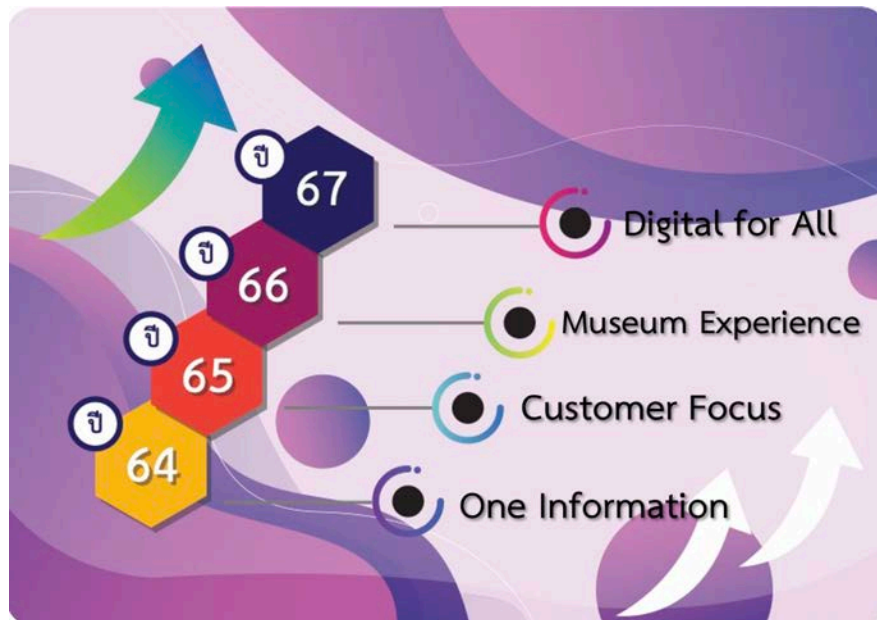 ปี 67 Digital for All
ปี 66 Museum Experience
ปี 65 Customer Focus
ปี 64 One Information